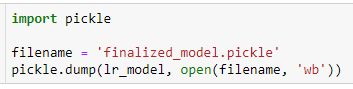 import pickle
filename = 'finalized_model.pickle'
pickle.dump(lr_model, open(filename, 'wb'))